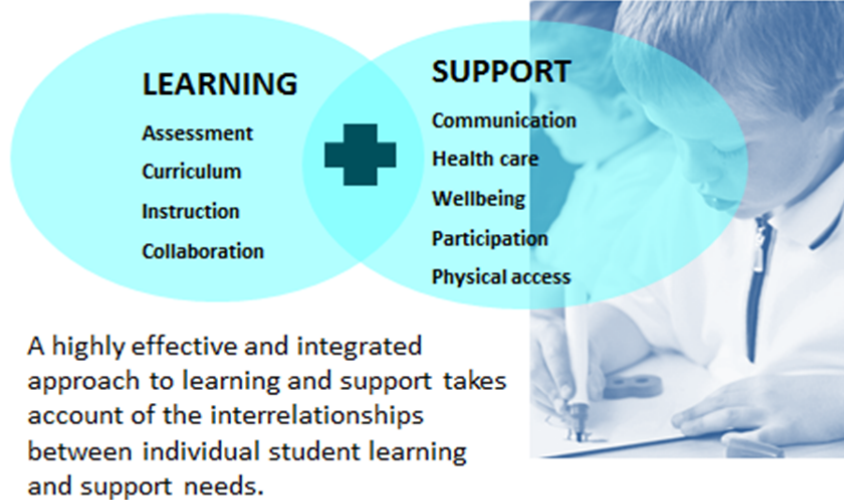 LEARNING
Assessment
Curriculum
Instruction
Collaboration
SUPPORT
Communication
Health care
Wellbeing
Participation
Physical access
A highly effective and integrated
approach to learning and support takes
account of the interrelationships
between individual student learning
and support needs.